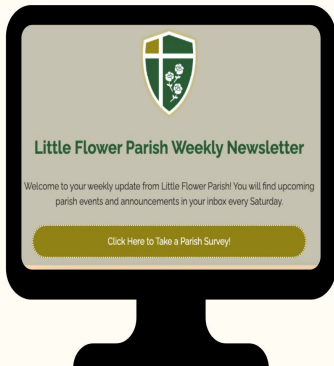 Little Flower Parish Weekly Newsletter
Welcome to your weekly update from Little Flower Parish! You will find upcoming
parish events and announcements in your inbox every Saturday.
Click Here to Take a Parish Survey!